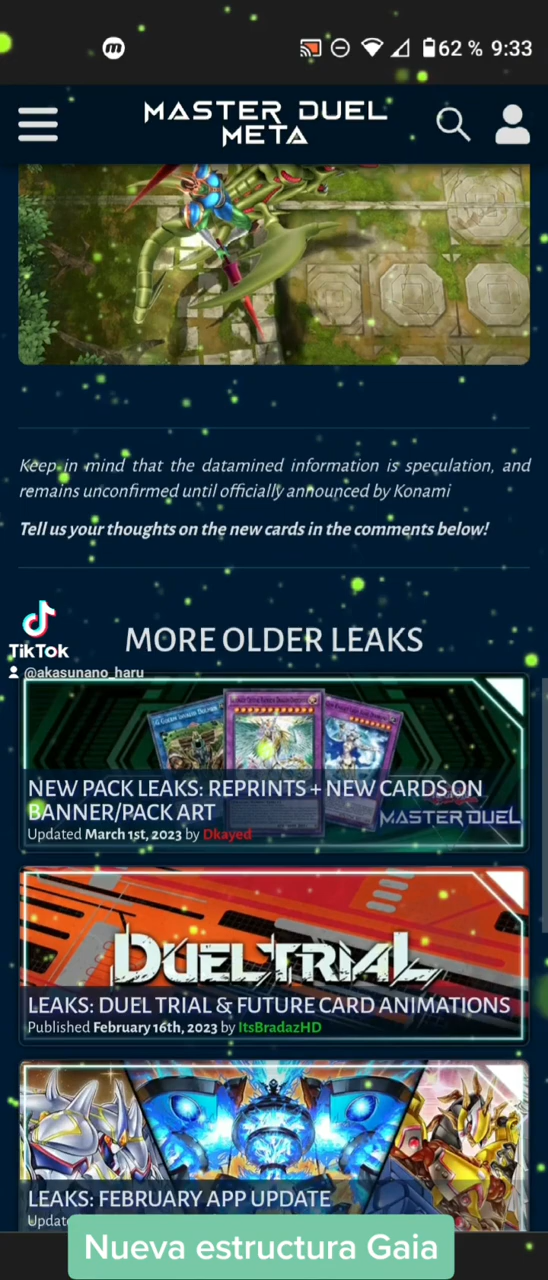 62 % 9:33
MASTER DUEL
META
Keep in mind that the datamined information is speculation, and
remains unconfirmed until officially announced by Konami
Tell us your thoughts on the new cards in the comments below!
TikTok
@akasunano_haru
MORE OLDER LEAKS
NEW PACK LEAKS: REPRINTS + NEW CARDS ON
BANNER/PACK ART
MASTER DUEL
Updated March 1st, 2023 by Dkayed
DUEL TRIAL
LEAKS: DUEL TRIAL & FUTURE CARD ANIMATIONS
Published February 16th, 2023 by ItsBradazHD
LEAKS: FEBRUARY APP UPDATE
Nueva estructura Gaia